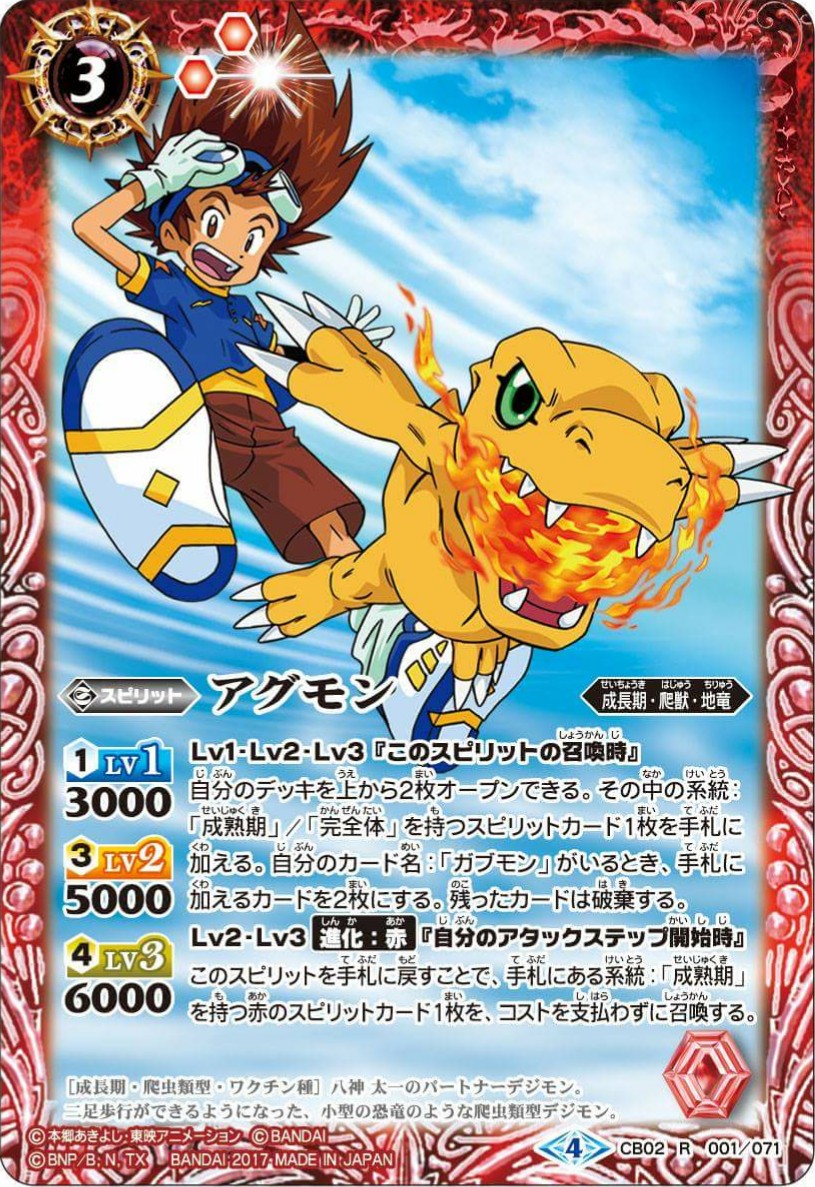 3
スピリット アグモン 成長期・爬獣・地竜
せいちょうき はじゅう ちりゅう
1 LV1 3000
3 LV2 5000
4 LV3 6000
Lv1・Lv2・Lv3『このスピリットの召喚時』
自分のデッキを上から2枚オープンできる。その中の系統:
「成熟期」/「完全体」を持つスピリットカード1枚を手札に
加える。自分のカード名:「ガブモン」がいるとき、手札に
加えるカードを2枚にする。残ったカードは破棄する。
Lv2・Lv3 進化:赤『自分のアタックステップ開始時』
このスピリットを手札に戻すことで、手札にある系統:「成熟期」
を持つ赤のスピリットカード1枚を、コストを支払わずに召喚する。
[成長期・爬虫類型・ワクチン種] 八神 太一のパートナーデジモン。
二足歩行ができるようになった、小型の恐竜のような爬虫類型デジモン。
©本郷あきよし・東映アニメーション ©BANDAI
©BNP/B, N, TX BANDAI 2017 MADE IN JAPAN
4 CB02 R 001/071